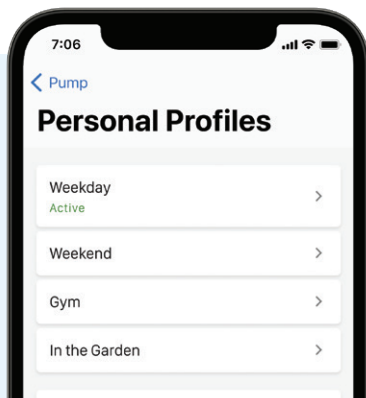 7:06
Pump
Personal Profiles
Weekday
Active
Weekend
Gym
In the Garden